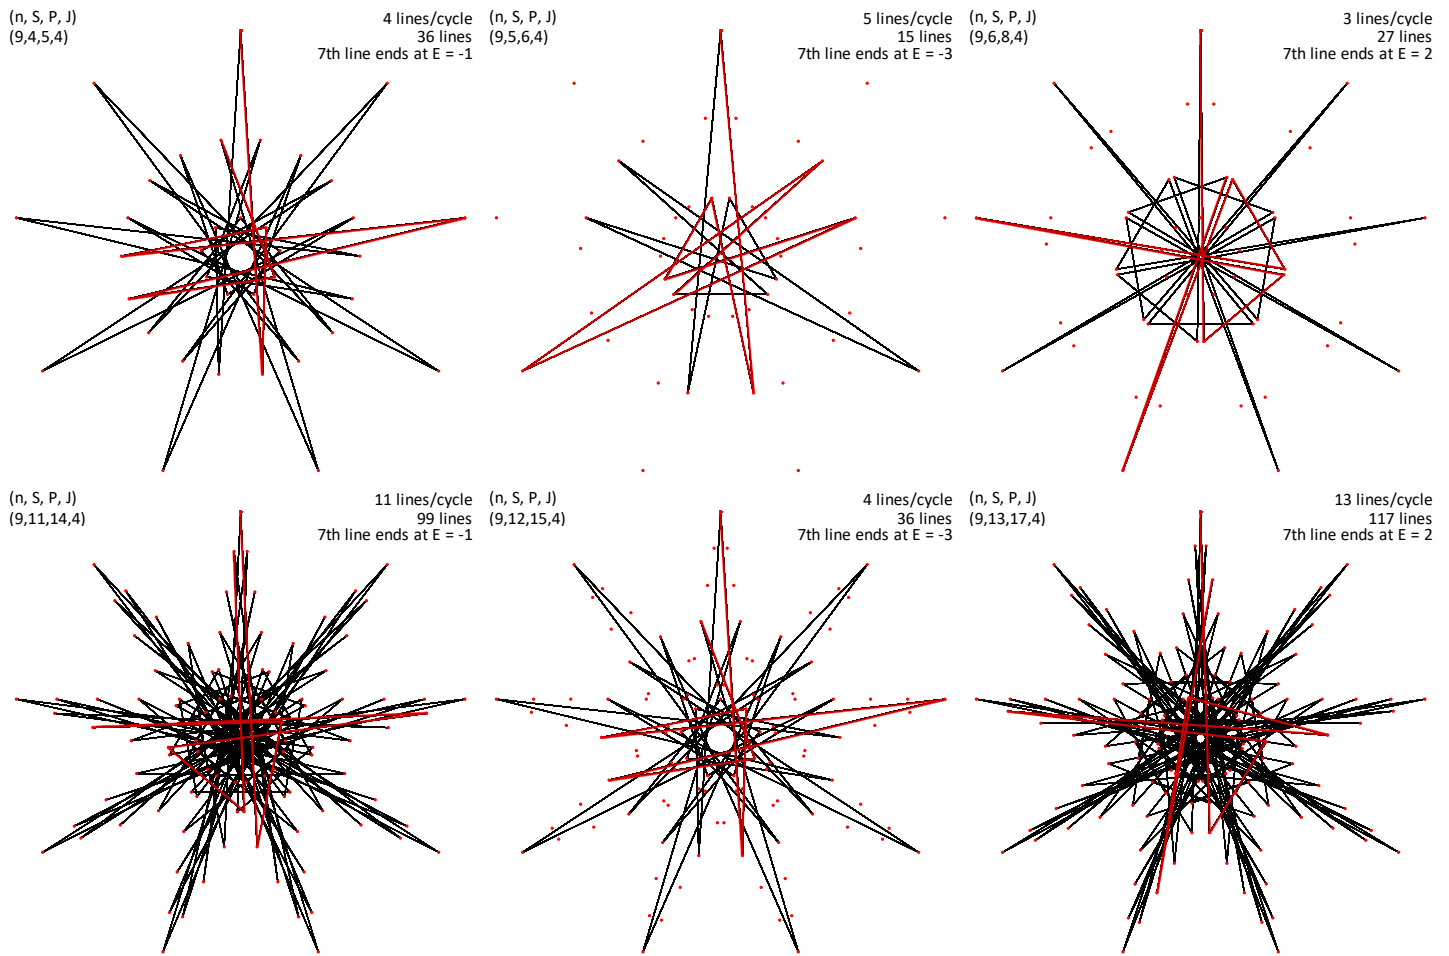 (n, S, P, J)
(9,4,5,4)
4 lines/cycle
36 lines
7th line ends at E = -1
(n, S, P, J)
(9,5,6,4)
5 lines/cycle
15 lines
7th line ends at E = -3
(n, S, P, J)
(9,6,8,4)
3 lines/cycle
27 lines
7th line ends at E = 2
(n, S, P, J)
(9,11,14,4)
11 lines/cycle
99 lines
7th line ends at E = -1
(n, S, P, J)
(9,12,15,4)
4 lines/cycle
36 lines
7th line ends at E = -3
(n, S, P, J)
(9,13,17,4)
13 lines/cycle
117 lines
7th line ends at E = 2